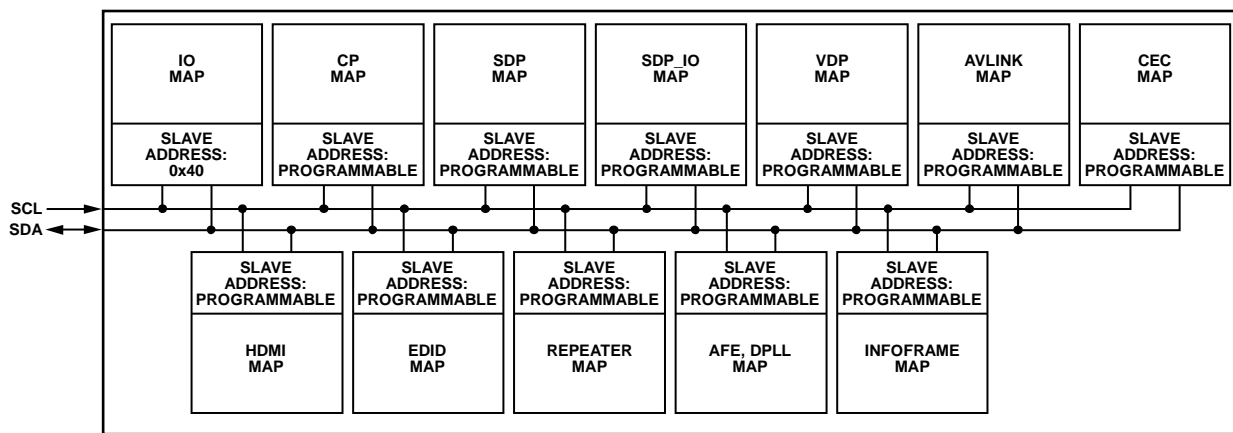 IO
MAP
CP
MAP
SDP
MAP
SDP_IO
MAP
VDP
MAP
AVLINK
MAP
CEC
MAP
SLAVE
ADDRESS:
0x40
SLAVE
ADDRESS:
PROGRAMMABLE
SLAVE
ADDRESS:
PROGRAMMABLE
SLAVE
ADDRESS:
PROGRAMMABLE
SLAVE
ADDRESS:
PROGRAMMABLE
SLAVE
ADDRESS:
PROGRAMMABLE
SLAVE
ADDRESS:
PROGRAMMABLE
SCL
SDA
SLAVE
ADDRESS:
PROGRAMMABLE
SLAVE
ADDRESS:
PROGRAMMABLE
SLAVE
ADDRESS:
PROGRAMMABLE
SLAVE
ADDRESS:
PROGRAMMABLE
SLAVE
ADDRESS:
PROGRAMMABLE
HDMI
MAP
EDID
MAP
REPEATER
MAP
AFE, DPLL
MAP
INFOFRAME
MAP